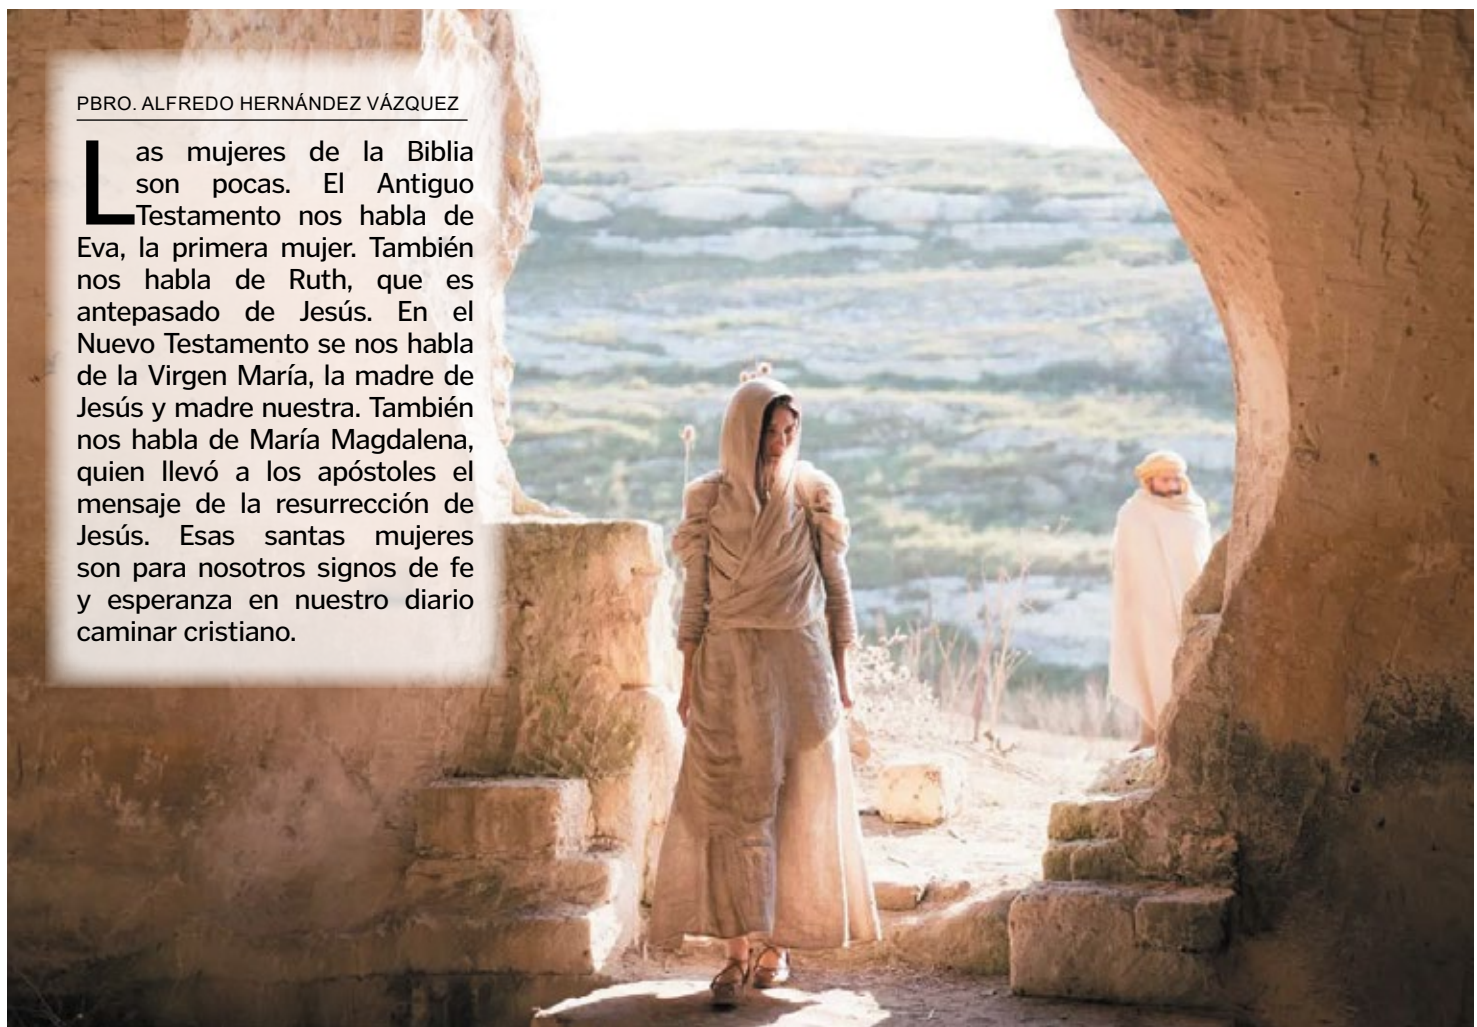 PBRO. ALFREDO HERNÁNDEZ VÁZQUEZ
Las mujeres de la Biblia
son pocas. El Antiguo
Testamento nos habla de
Eva, la primera mujer. También
nos habla de Ruth, que es
antepasado de Jesús. En el
Nuevo Testamento se nos habla
de la Virgen María, la madre de
Jesús y madre nuestra. También
nos habla de María Magdalena,
quien llevó a los apóstoles el
mensaje de la resurrección de
Jesús. Esas santas mujeres
son para nosotros signos de fe
y esperanza en nuestro diario
caminar cristiano.